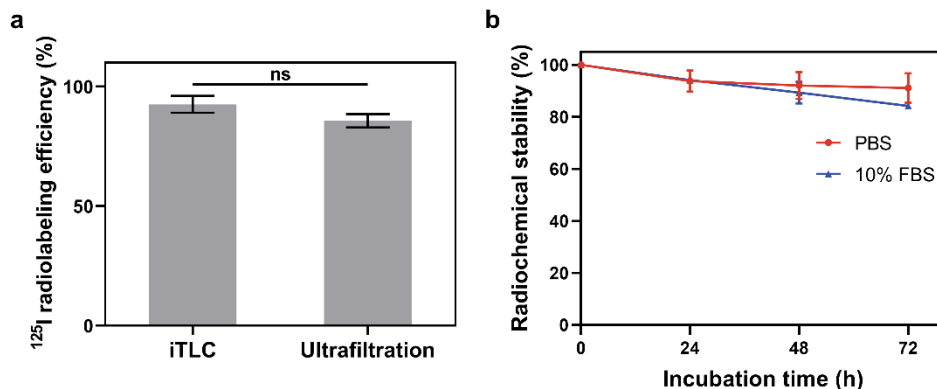 a
¹²⁵I radiolabeling efficiency (%)
100
50
0
ns
iTLC Ultrafiltration
b
Radiochemical stability (%)
100
80
60
40
20
0
PBS
10% FBS
0 24 48 72
Incubation time (h)